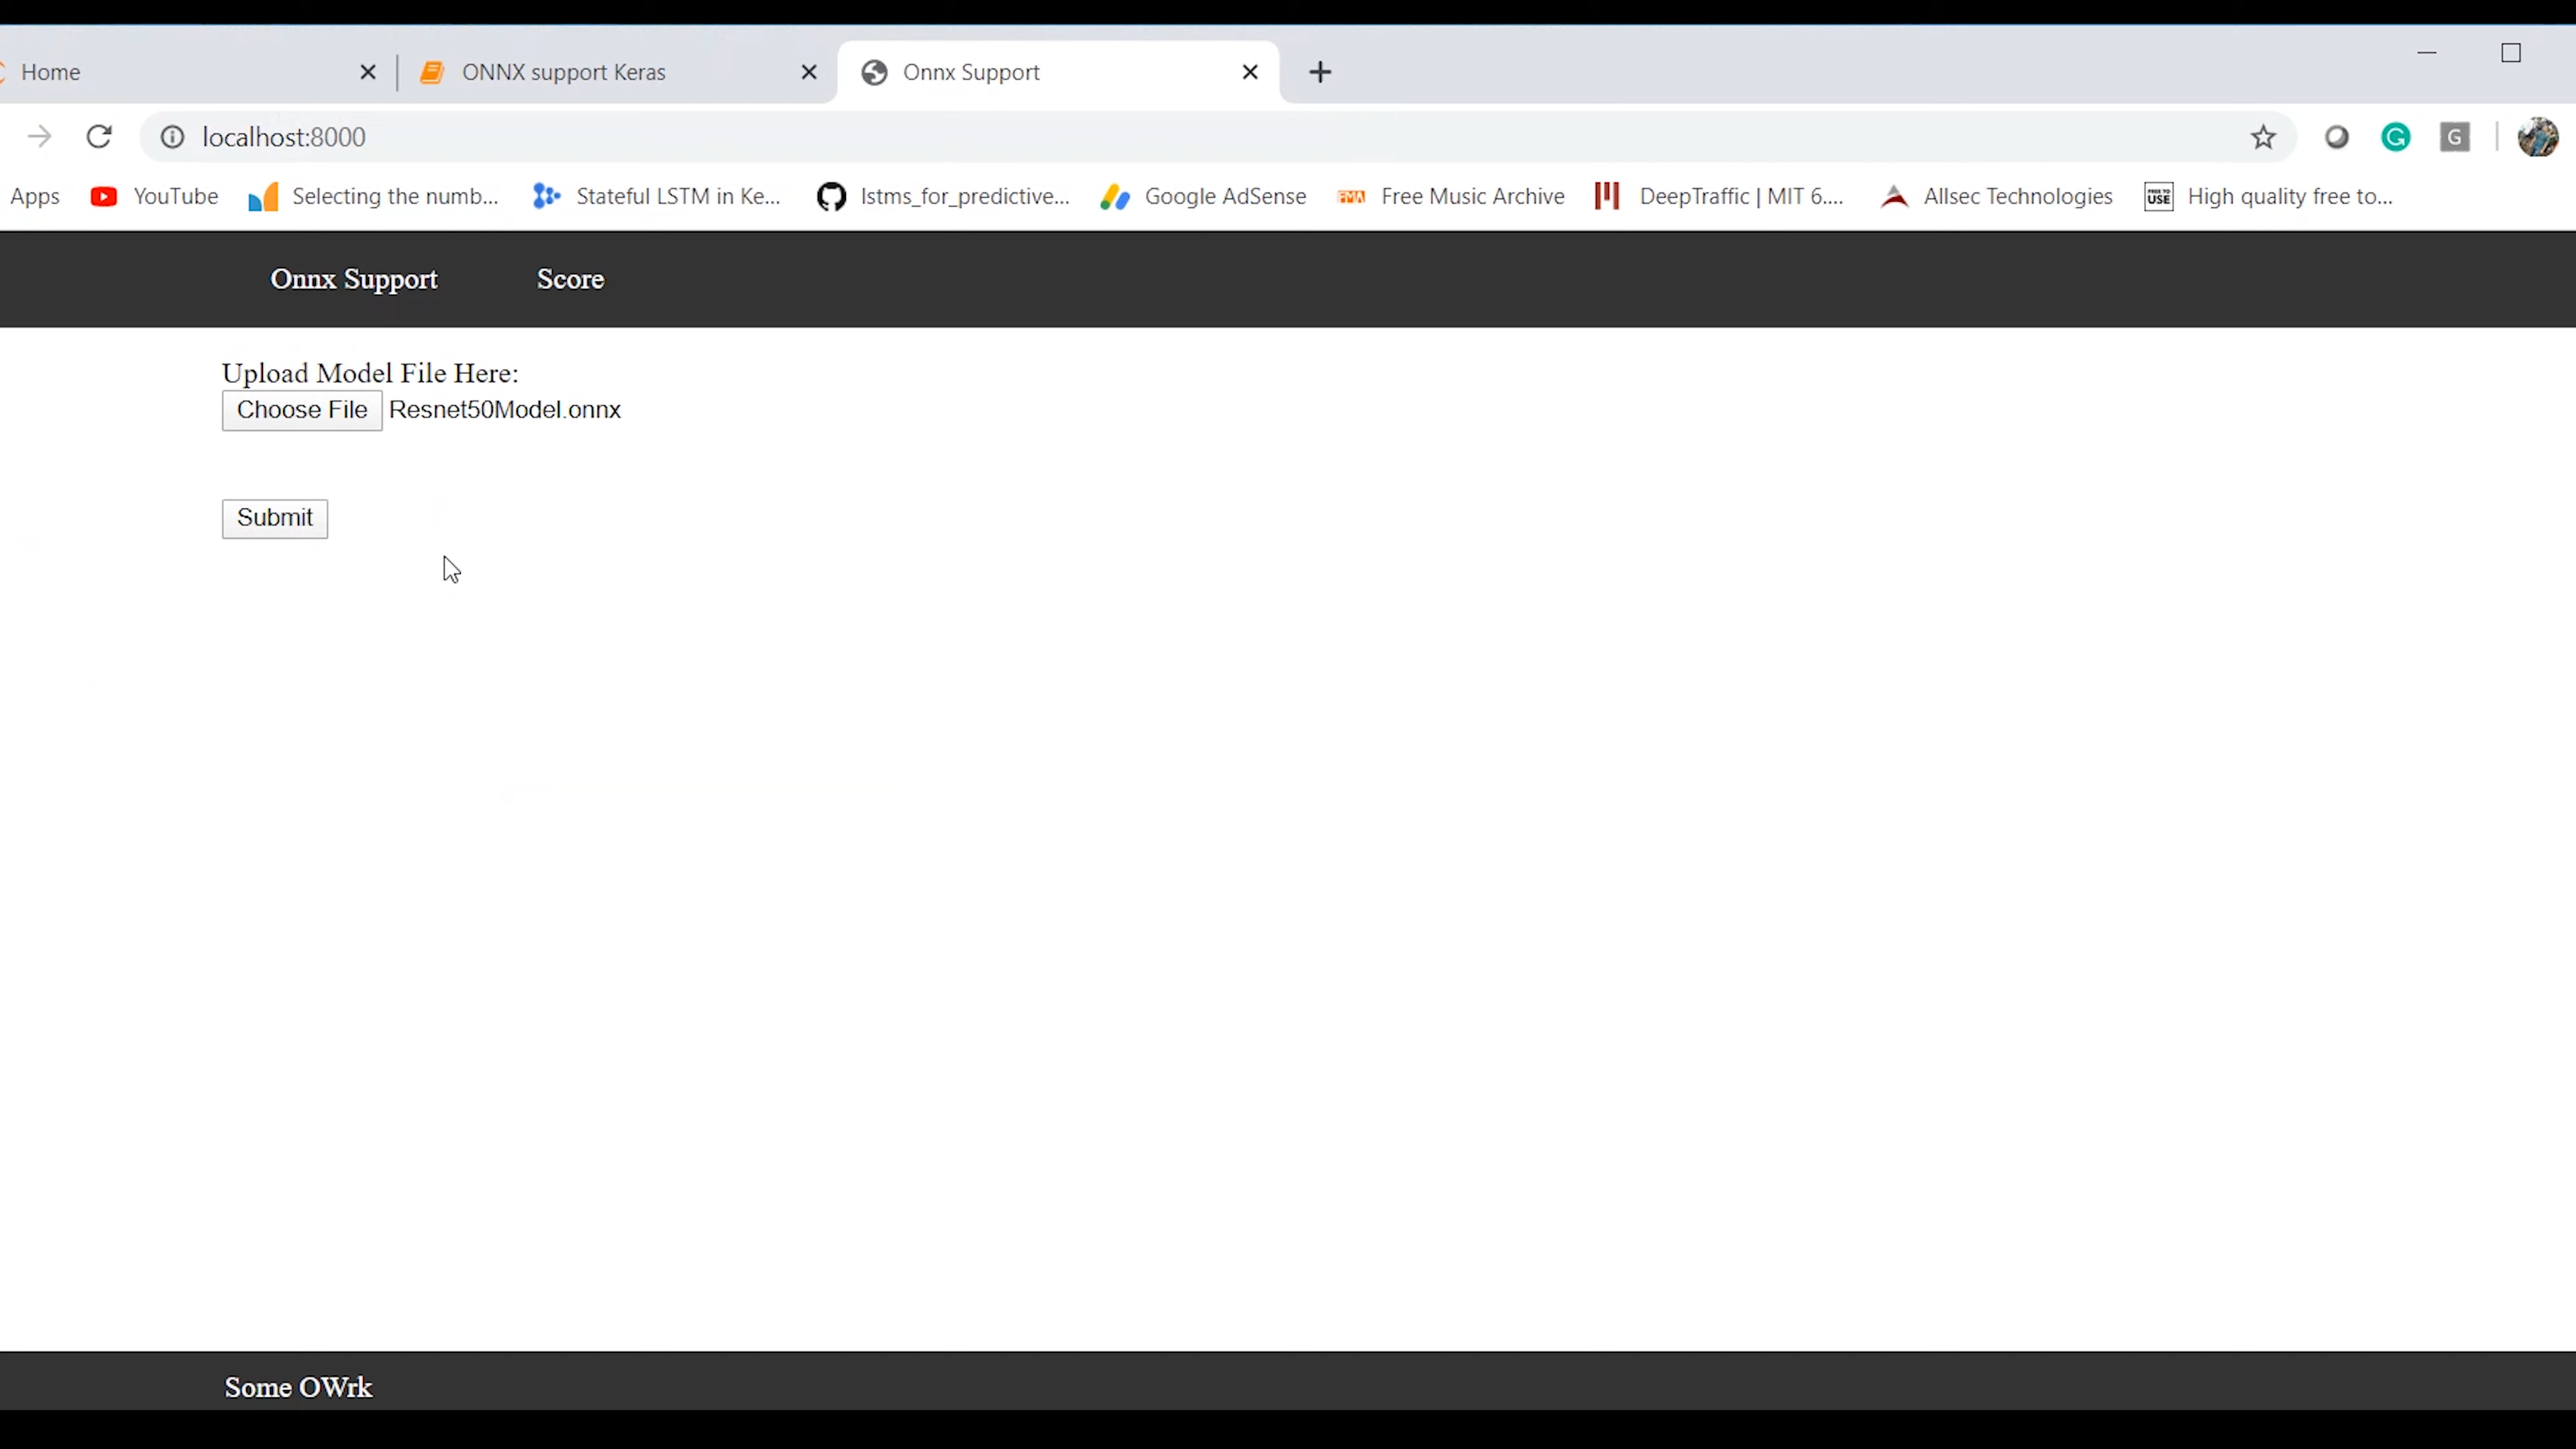 Home
ONNX support Keras
Onnx Support
localhost:8000
Apps YouTube Selecting the numb... Stateful LSTM in Ke... lstms_for_predictive... Google AdSense Free Music Archive DeepTraffic | MIT 6.... Allsec Technologies High quality free to...
Onnx Support Score
Upload Model File Here:
Choose File Resnet50Model.onnx
Submit
Some OWrk